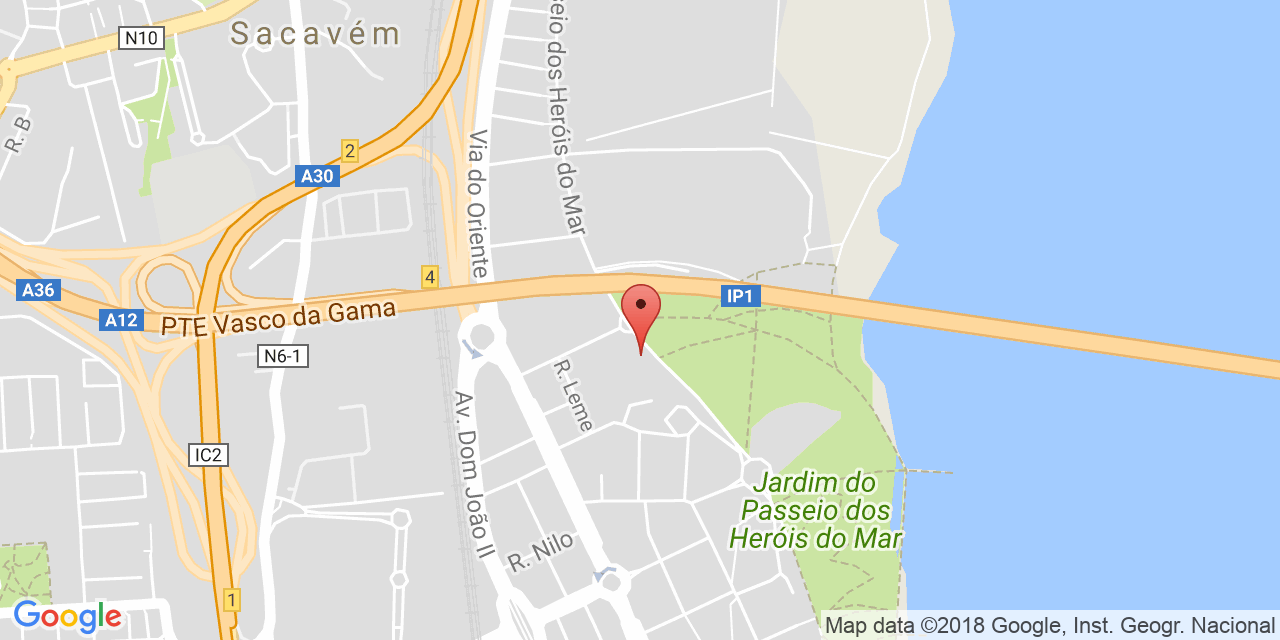 Sacavém
N10
R. B
seio dos Heróis do Mar
Via do Oriente
2
A30
4
A36
A12
PTE Vasco da Gama
IP1
N6-1
R. Leme
Av. Dom João II
IC2
Jardim do
Passeio dos
Heróis do Mar
R. Nilo
1
Google
Map data ©2018 Google, Inst. Geogr. Nacional